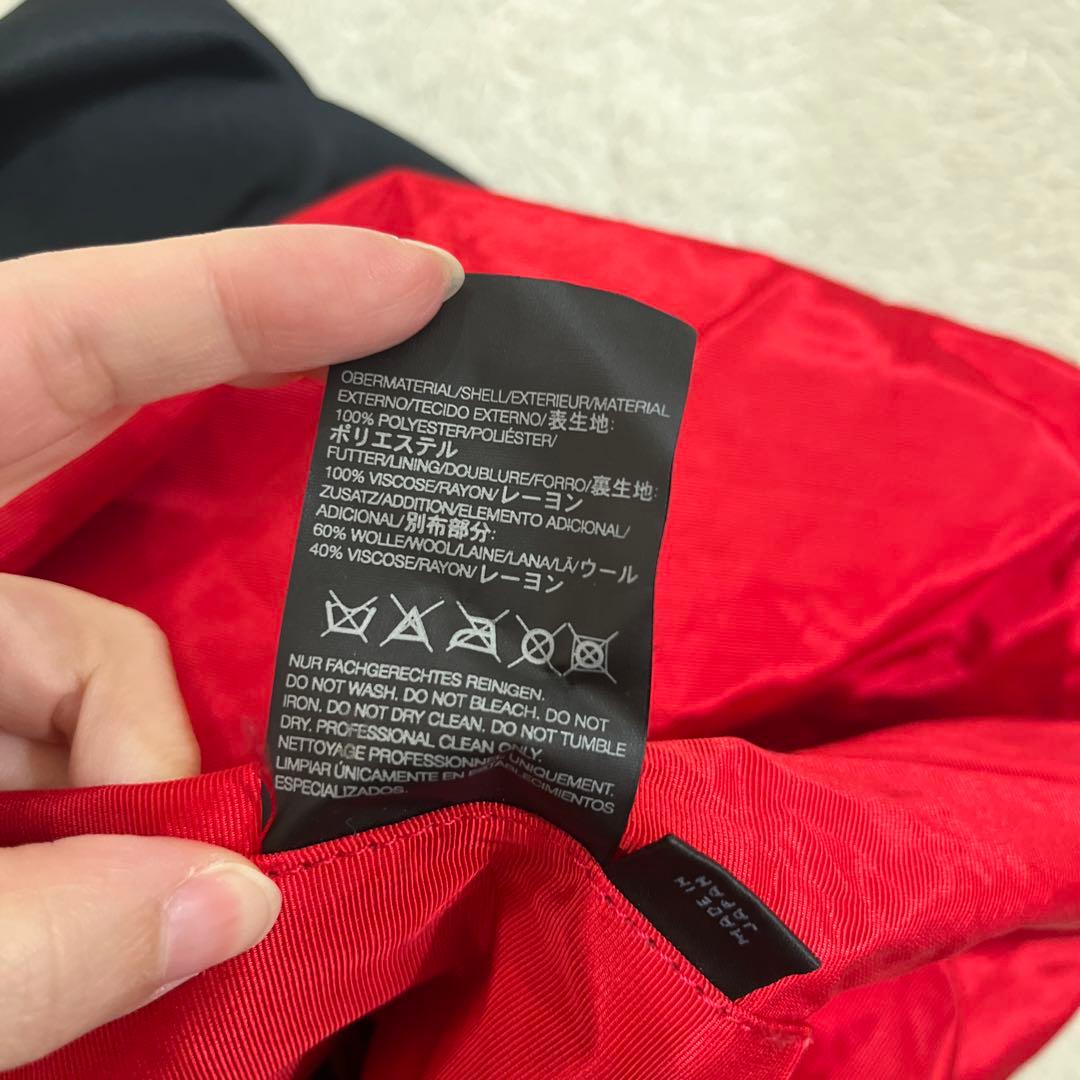 OBERMATERIAL/SHELL/EXTERIEUR/MATERIAL
EXTERNO/TECIDO EXTERNO/表生地:
100% POLYESTER/POLIÉSTER/
ポリエステル
FUTTER/LINING/DOUBLURE/FORRO/裏生地:
100% VISCOSE/RAYON/レーヨン
ZUSATZ/ADDITION/ELEMENTO ADICIONAL/
ADICIONAL/別布部分:
60% WOLLE/WOOL/LAINE/LANA/LÃ/ウール
40% VISCOSE/RAYON/レーヨン
NUR FACHGERECHTES REINIGEN.
DO NOT WASH. DO NOT BLEACH. DO NOT
IRON. DO NOT DRY CLEAN. DO NOT TUMBLE
DRY. PROFESSIONAL CLEAN ONLY.
NETTOYAGE PROFESSIONNEL UNIQUEMENT.
LIMPIAR ÚNICAMENTE EN ESTABLECIMIENTOS
ESPECIALIZADOS.
MADE IN
JAPAN